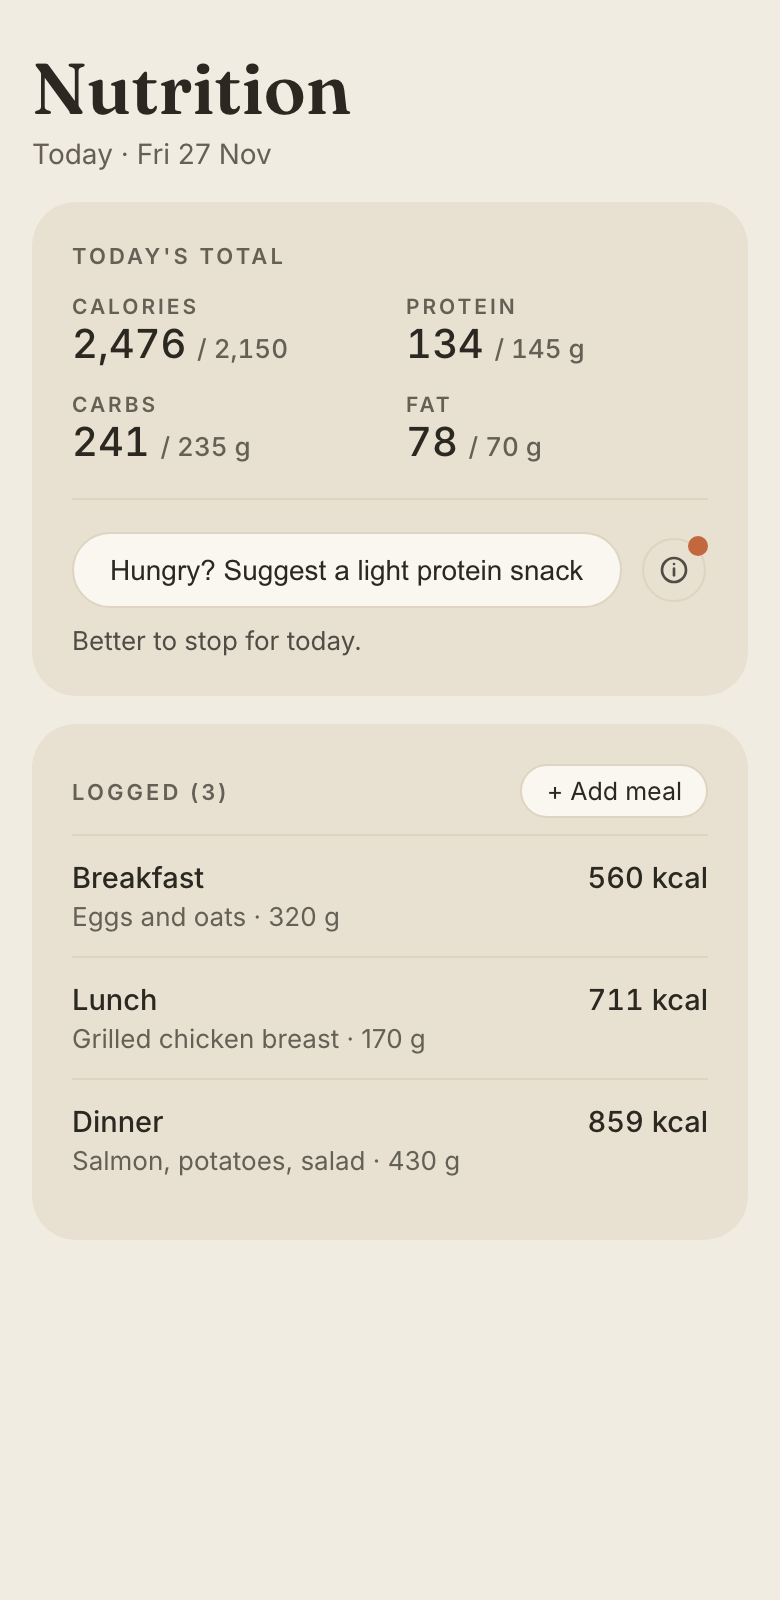 Nutrition
Today · Fri 27 Nov
TODAY'S TOTAL
CALORIES
2,476 / 2,150
PROTEIN
134 / 145 g
CARBS
241 / 235 g
FAT
78 / 70 g
Hungry? Suggest a light protein snack
Better to stop for today.
LOGGED (3)
+ Add meal
Breakfast
560 kcal
Eggs and oats · 320 g
Lunch
711 kcal
Grilled chicken breast · 170 g
Dinner
859 kcal
Salmon, potatoes, salad · 430 g